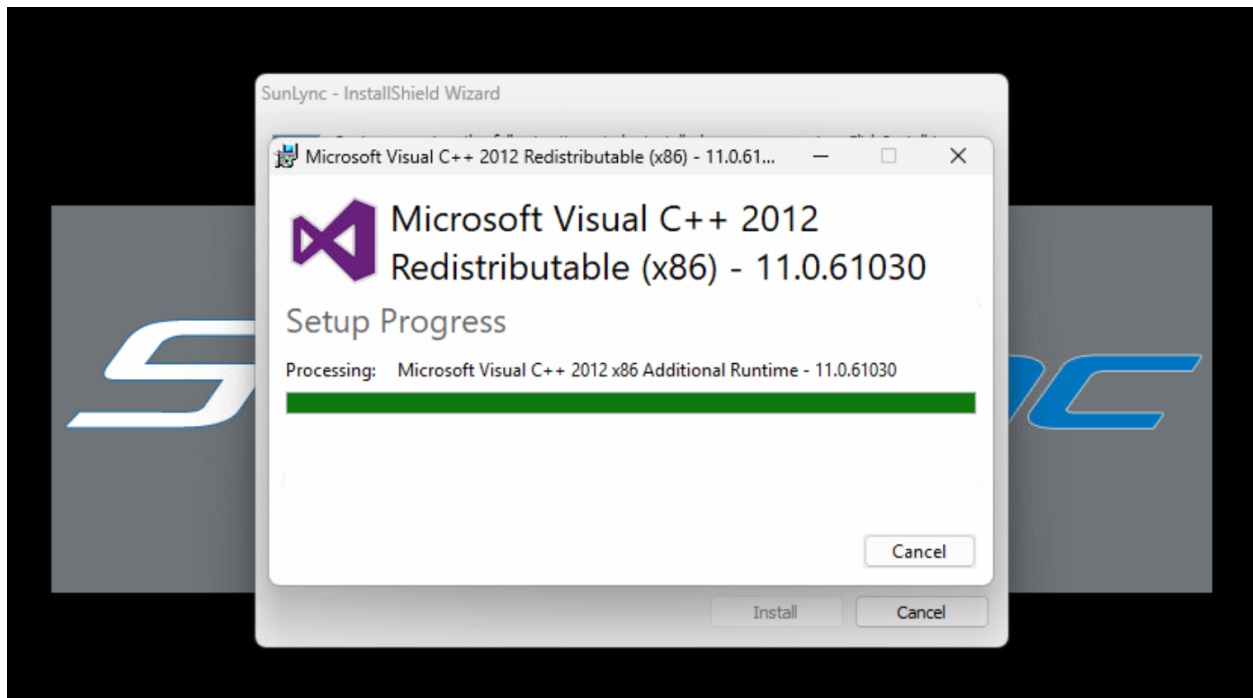 SunLync - InstallShield Wizard
Microsoft Visual C++ 2012 Redistributable (x86) - 11.0.61...
Microsoft Visual C++ 2012
Redistributable (x86) - 11.0.61030
Setup Progress
Processing: Microsoft Visual C++ 2012 x86 Additional Runtime - 11.0.61030
Cancel
Install Cancel